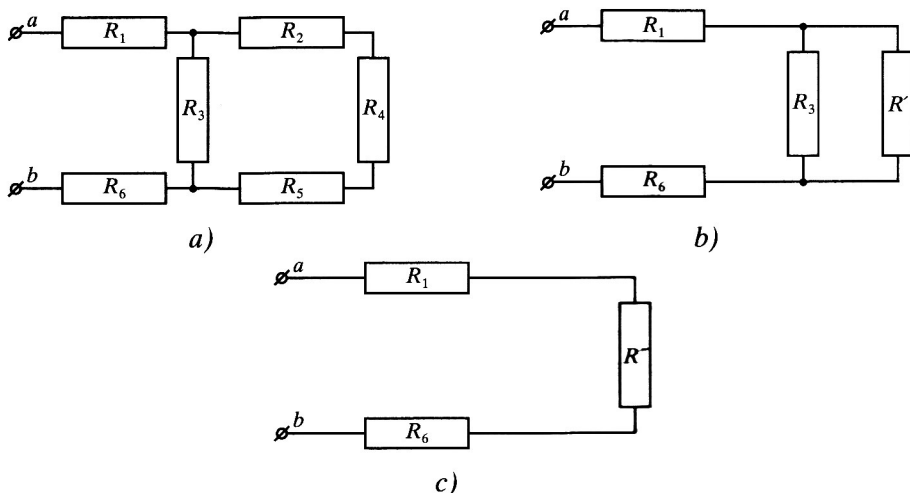 a R₁ R₂
R₃ R₄
b R₆ R₅
a)
a R₁
R₃ R′
b R₆
b)
a R₁
R″
b R₆
c)